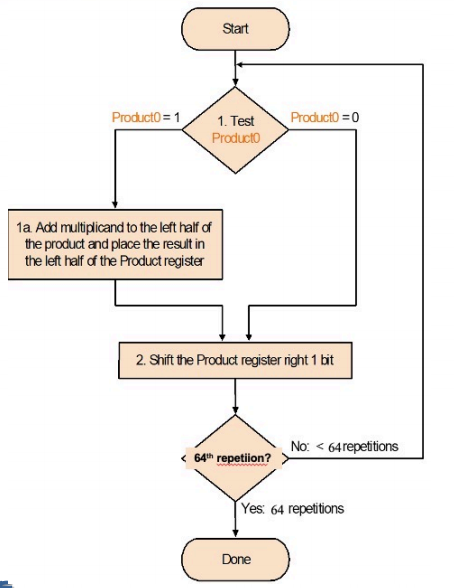 Start
Product0 = 1
1. Test
Product0
Product0 = 0
1a. Add multiplicand to the left half of
the product and place the result in
the left half of the Product register
2. Shift the Product register right 1 bit
64th repetiion?
No: < 64 repetitions
Yes: 64 repetitions
Done